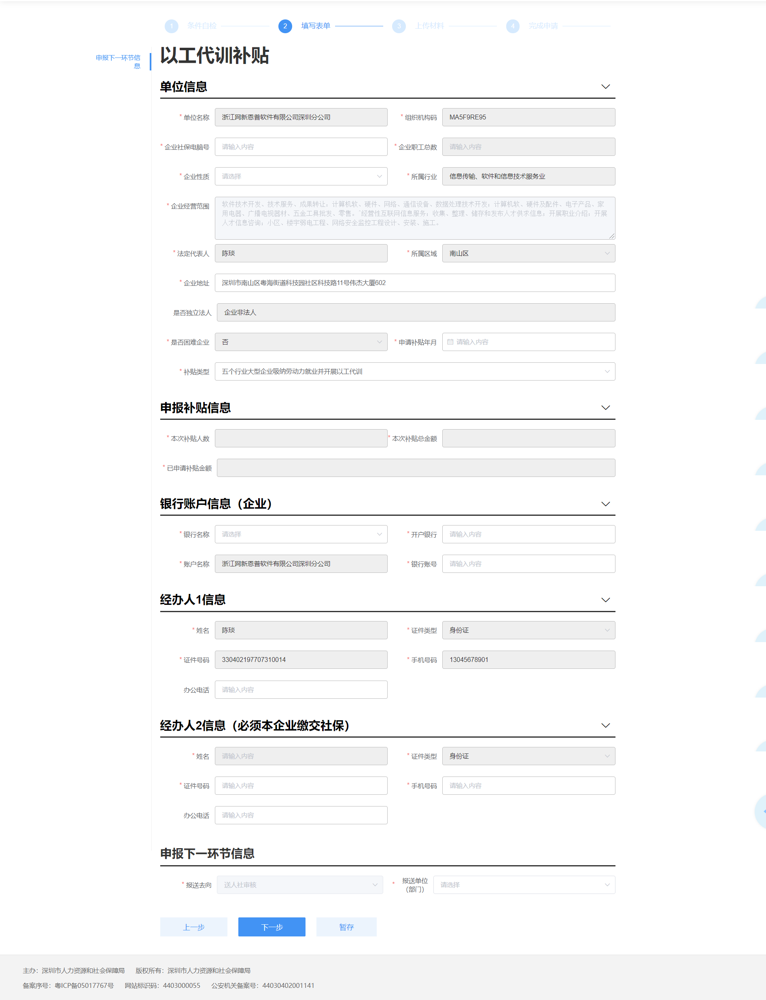 1 条件自检 2 填写表单 3 上传材料 4 完成申请
申报下一环节信
息
以工代训补贴
单位信息
* 单位名称 浙江网新恩普软件有限公司深圳分公司 * 组织机构码 MA5F9RE95
* 企业社保电脑号 请输入内容 * 企业职工总数 请输入内容
* 企业性质 请选择 * 所属行业 信息传输、软件和信息技术服务业
* 企业经营范围 软件技术开发、技术服务、成果转让；计算机软、硬件、网络、通信设备、数据处理技术开发；计算机软、硬件及配件、电子产品、家
用电器、广播电视器材、五金工具批发、零售。^经营性互联网信息服务；收集、整理、储存和发布人才供求信息；开展职业介绍；开展
人才信息咨询；小区、楼宇弱电工程、网络安全监控工程设计、安装、施工。
* 法定代表人 陈琰 * 所属区域 南山区
* 企业地址 深圳市南山区粤海街道科技园社区科技路11号伟杰大厦602
是否独立法人 企业非法人
* 是否困难企业 否 * 申请补贴年月 请输入内容
* 补贴类型 五个行业大型企业吸纳劳动力就业并开展以工代训
申报补贴信息
* 本次补贴人数 * 本次补贴总金额
* 已申请补贴金额
银行账户信息（企业）
* 银行名称 请选择 * 开户银行 请输入内容
* 账户名称 浙江网新恩普软件有限公司深圳分公司 * 银行账号 请输入内容
经办人1信息
* 姓名 陈琰 * 证件类型 身份证
* 证件号码 330402197707310014 * 手机号码 13045678901
办公电话 请输入内容
经办人2信息（必须本企业缴交社保）
* 姓名 请输入内容 * 证件类型 身份证
* 证件号码 请输入内容 * 手机号码 请输入内容
办公电话 请输入内容
申报下一环节信息
* 报送去向 送人社审核 * 报送单位（部门） 请选择
上一步 下一步 暂存
主办：深圳市人力资源和社会保障局 版权所有：深圳市人力资源和社会保障局
备案序号：粤ICP备05017767号 网站标识码：4403000055 公安机关备案号：44030402001141